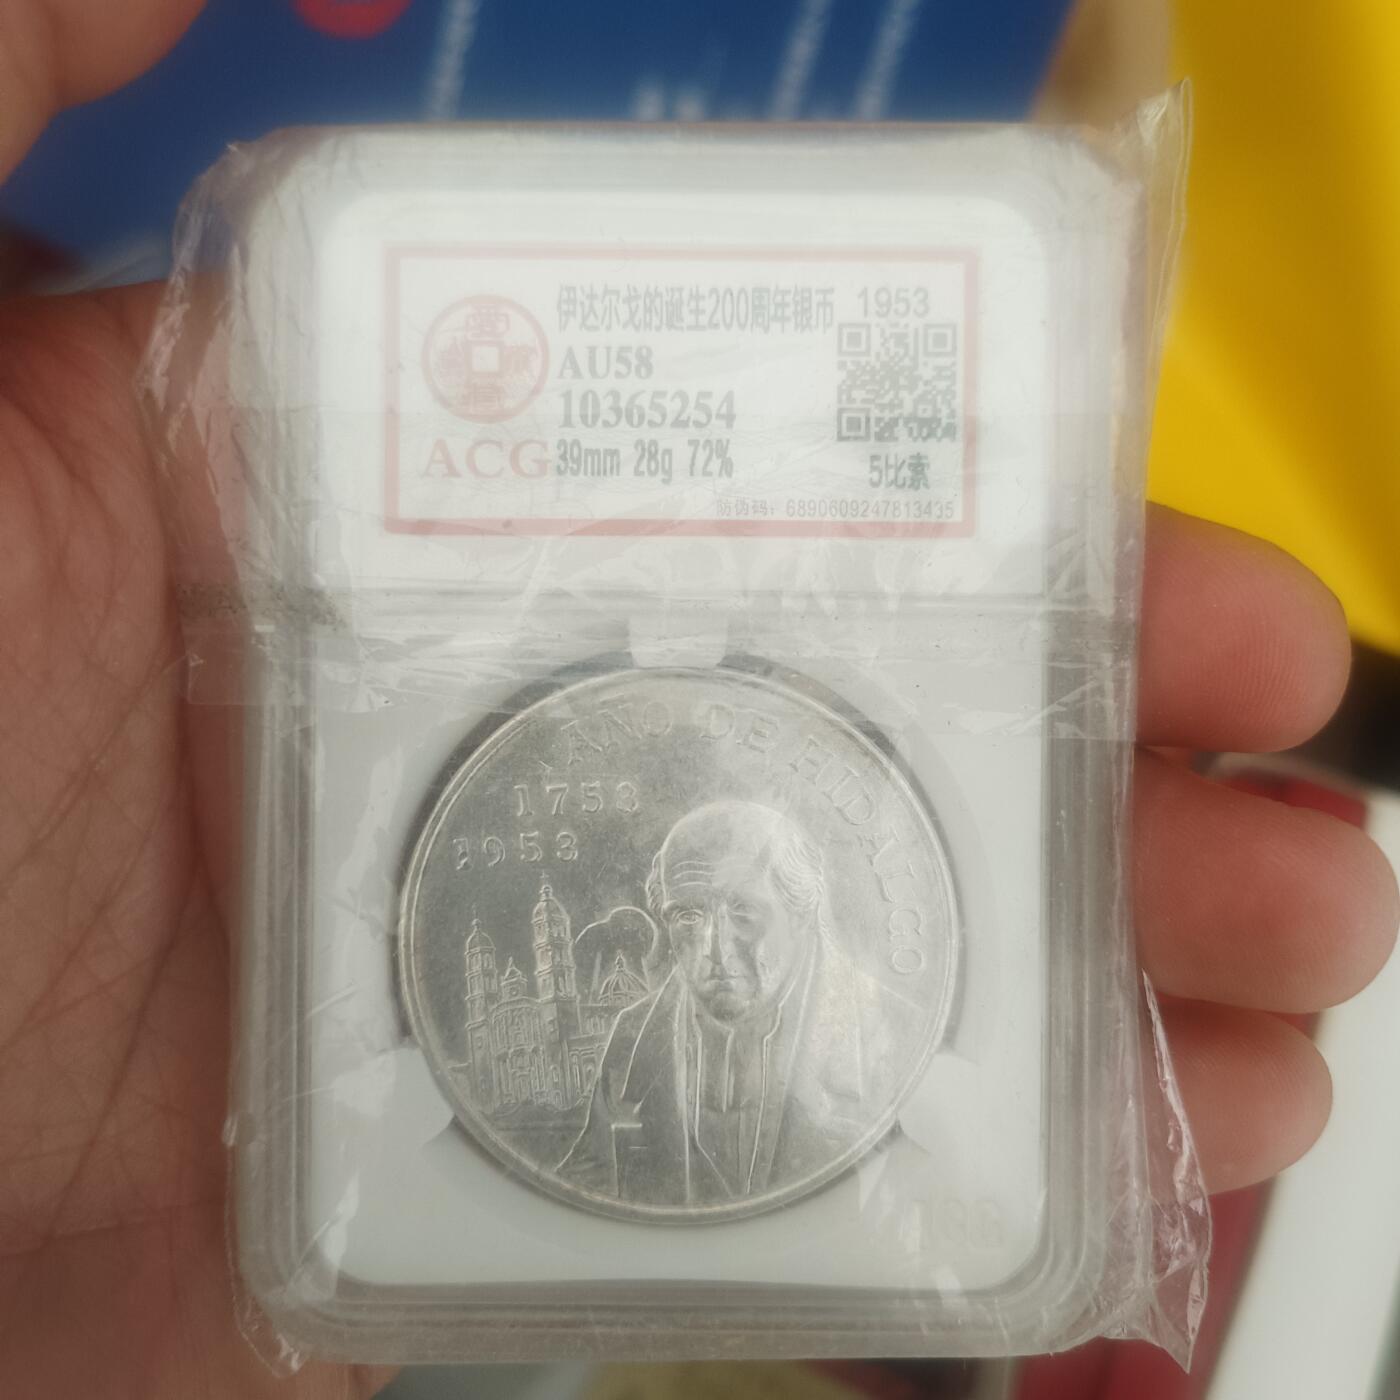 伊达尔戈的诞生200周年银币 1953
AU58
10365254
ACG
39mm 28g 72%
5比索
防伪码：6890609247813435
AÑO DE HIDALGO
1753
1953